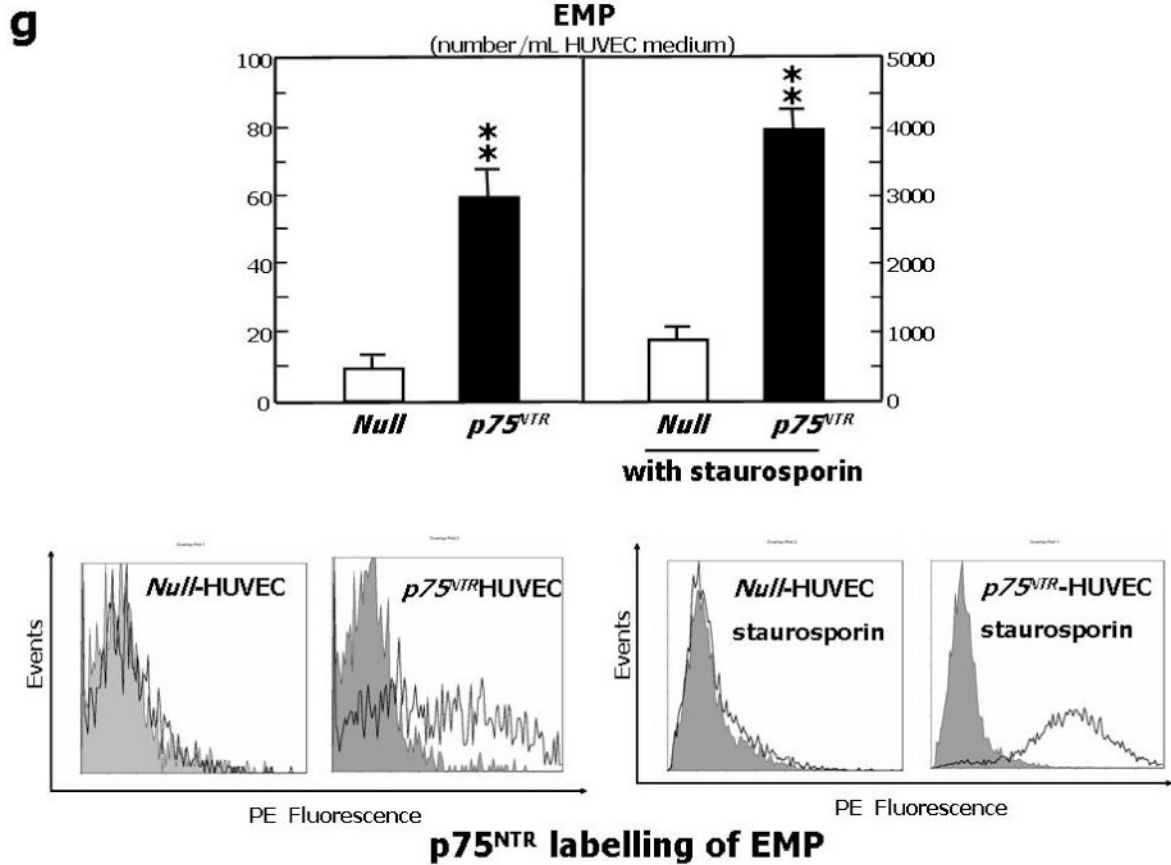 g
EMP
(number/mL HUVEC medium)
100
80
60
40
20
0
5000
4000
3000
2000
1000
0
**
**
Null
p75NTR
Null
p75NTR
with staurosporin
Events
Null-HUVEC
p75NTRHUVEC
PE Fluorescence
Events
Null-HUVEC
staurosporin
p75NTR-HUVEC
staurosporin
PE Fluorescence
p75NTR labelling of EMP